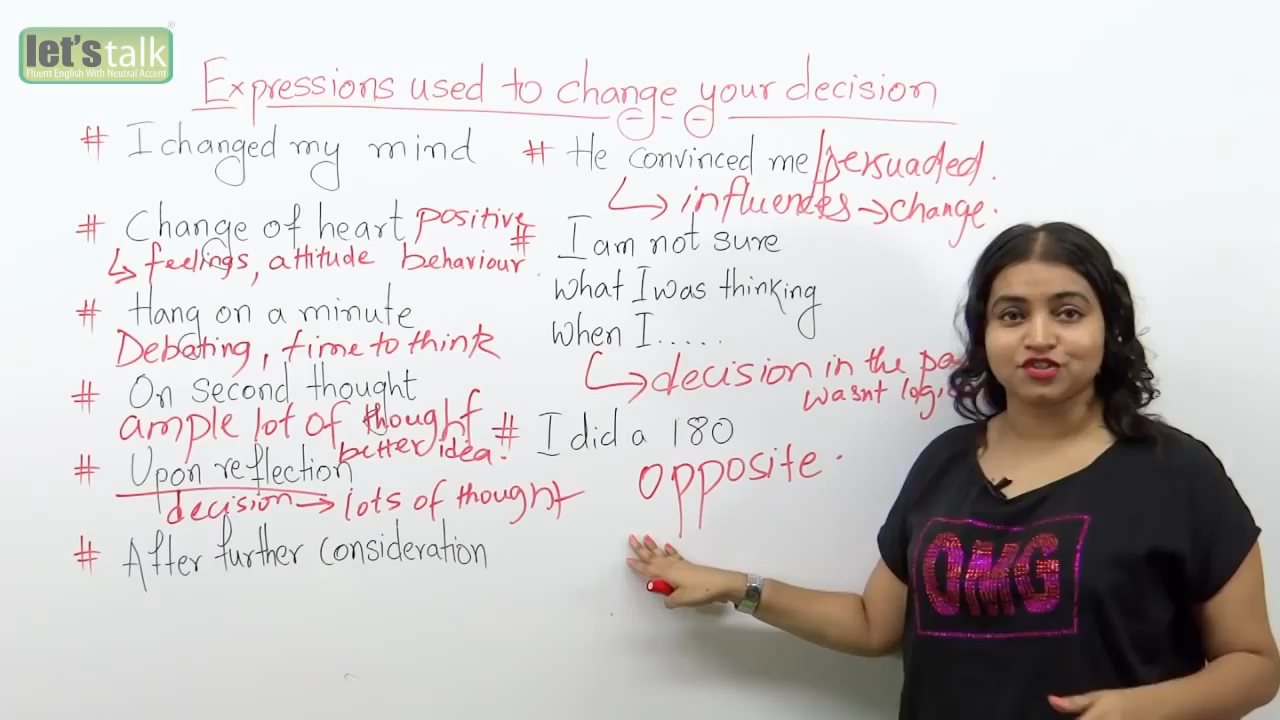 let's talk
Fluent English With Neutral Accent
Expressions used to change your decision
# I changed my mind
# Change of heart positive
↳ feelings, attitude behaviour.
# Hang on a minute
Debating, time to think
# On second thought
ample lot of thought
better idea.
# Upon reflection
decision → lots of thought
# After further consideration
# He convinced me/persuaded.
↳ influences → change.
# I am not sure
what I was thinking
when I.....
↳ decision in the
wasnt
# I did a 180
opposite.
OMG